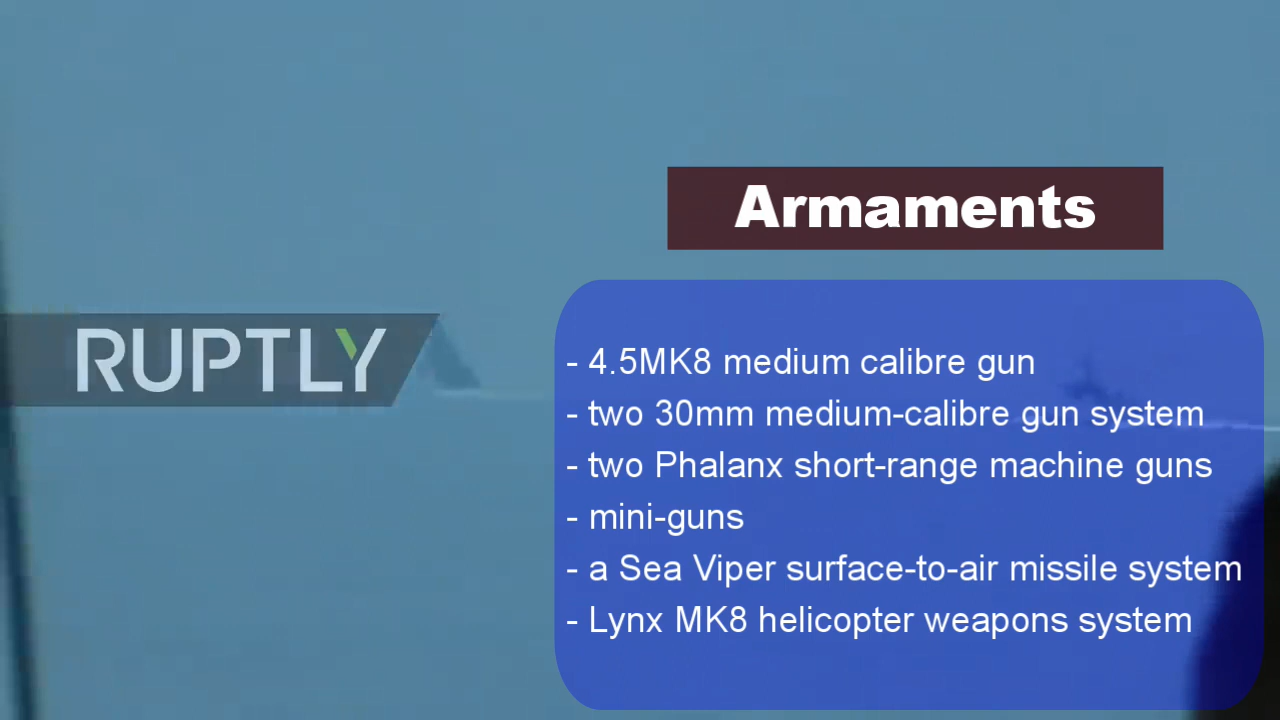 Armaments
RUPTLY
- 4.5MK8 medium calibre gun
- two 30mm medium-calibre gun system
- two Phalanx short-range machine guns
- mini-guns
- a Sea Viper surface-to-air missile system
- Lynx MK8 helicopter weapons system